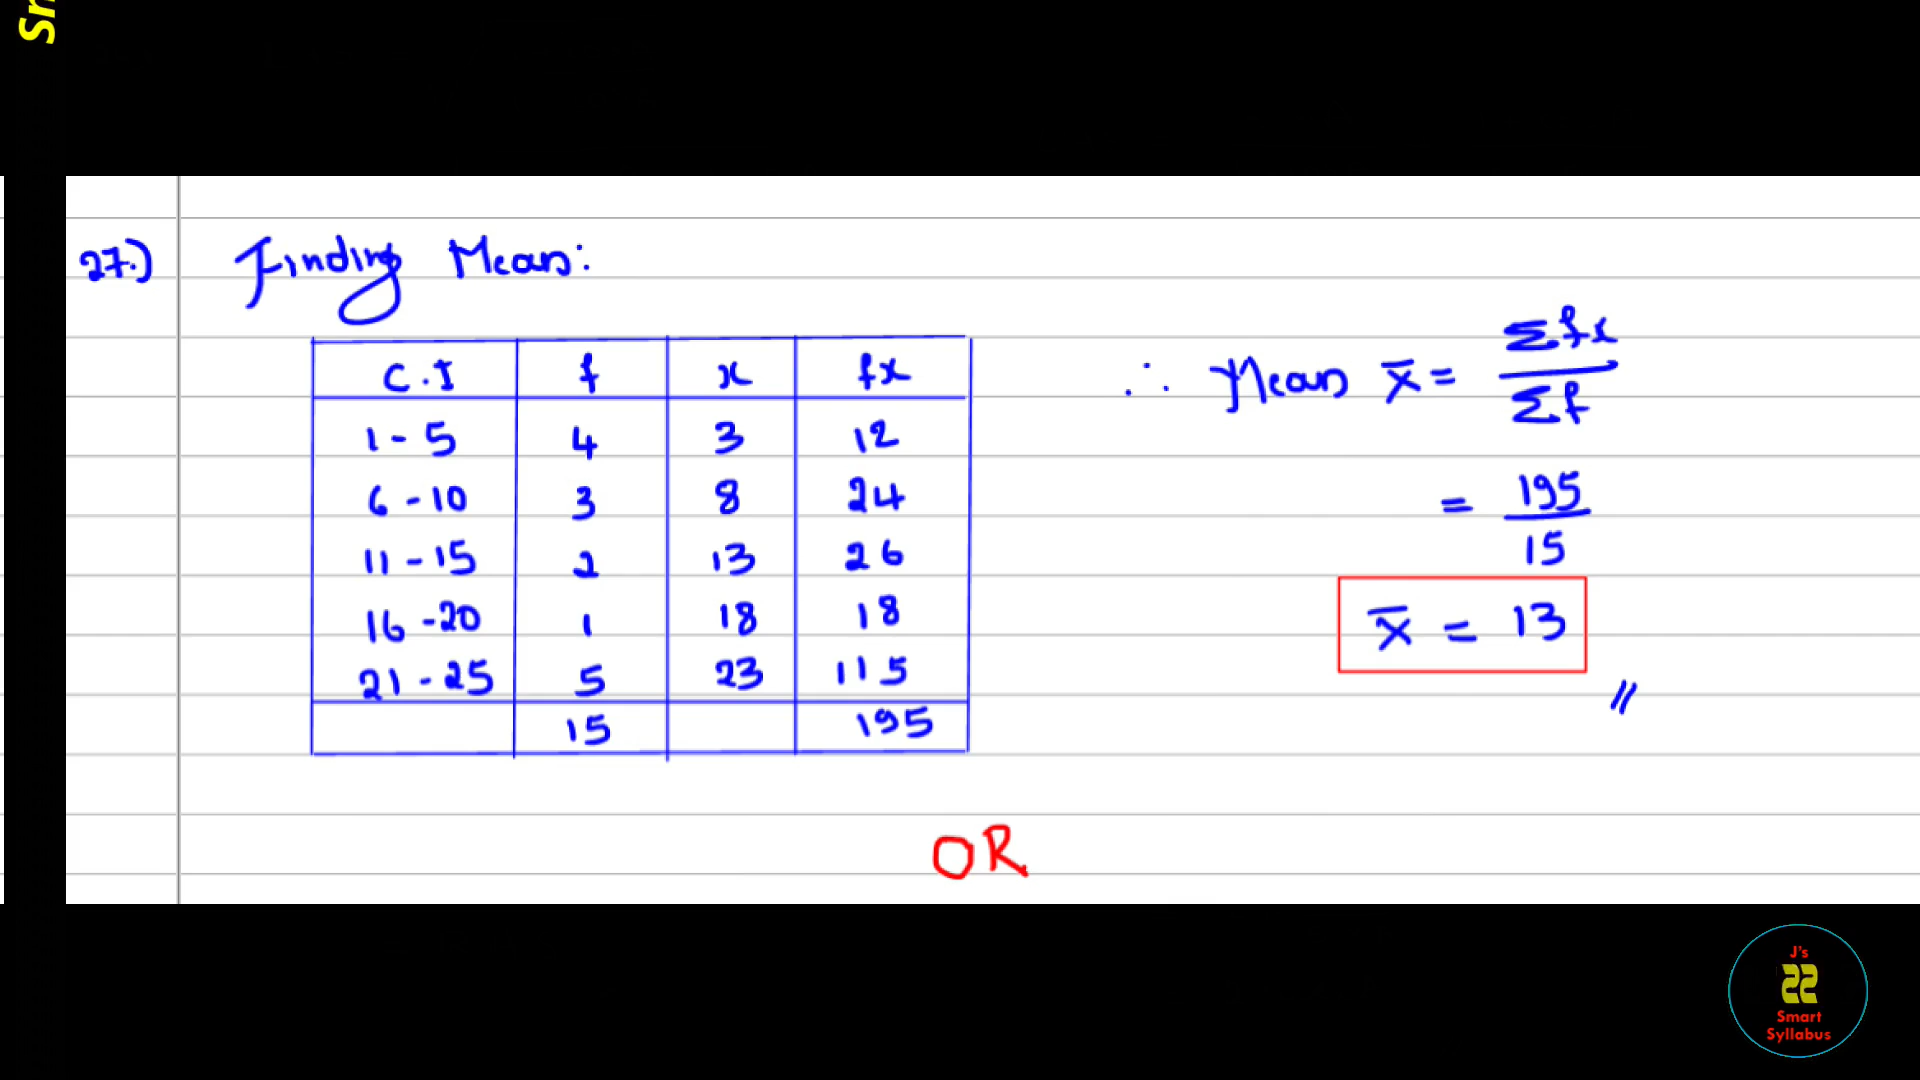 27.) Finding Mean:
C.I f x fx
1 - 5 4 3 12
6 - 10 3 8 24
11 - 15 2 13 26
16 - 20 1 18 18
21 - 25 5 23 115
15 195
∴ Mean x̄ = Σfx / Σf
= 195 / 15
x̄ = 13
//
OR
J's
22
Smart
Syllabus